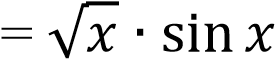 = √x · sin x